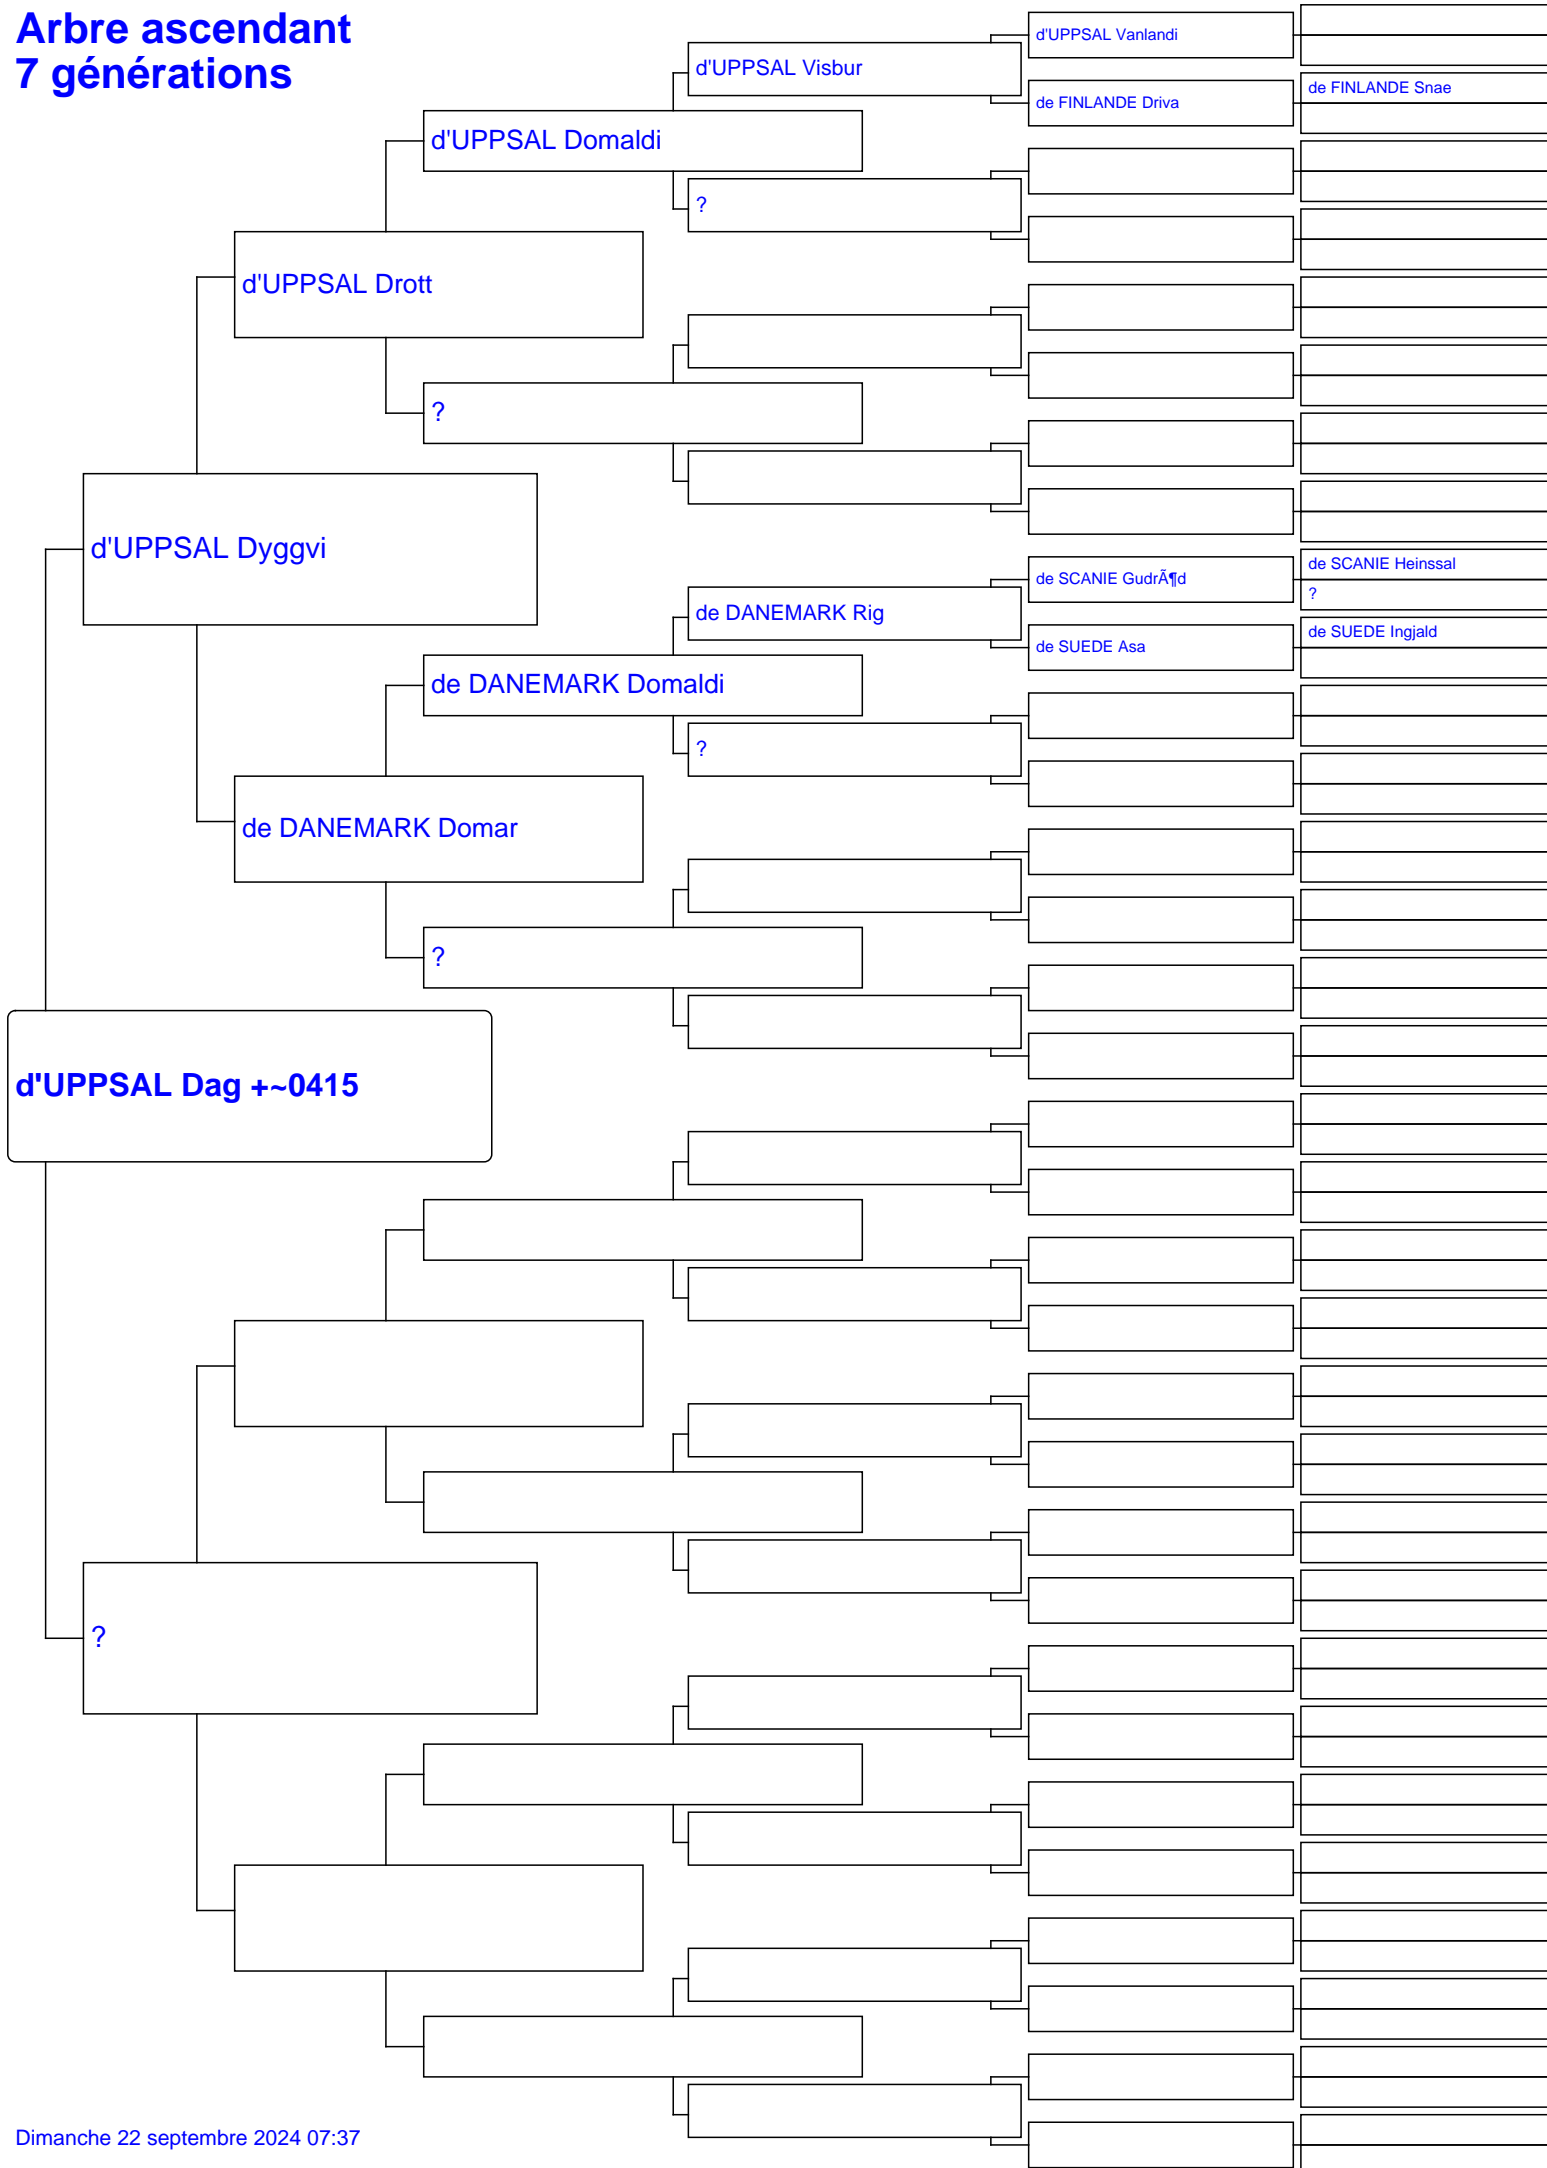 Arbre ascendant
7 générations
d'UPPSAL Vanlandi
d'UPPSAL Visbur
de FINLANDE Snae
de FINLANDE Driva
d'UPPSAL Domaldi
?
d'UPPSAL Drott
?
d'UPPSAL Dyggvi
de SCANIE Heinssal
de SCANIE GudrÃ¶d
?
de DANEMARK Rig
de SUEDE Ingjald
de SUEDE Asa
de DANEMARK Domaldi
?
de DANEMARK Domar
?
d'UPPSAL Dag +~0415
?
Dimanche 22 septembre 2024 07:37